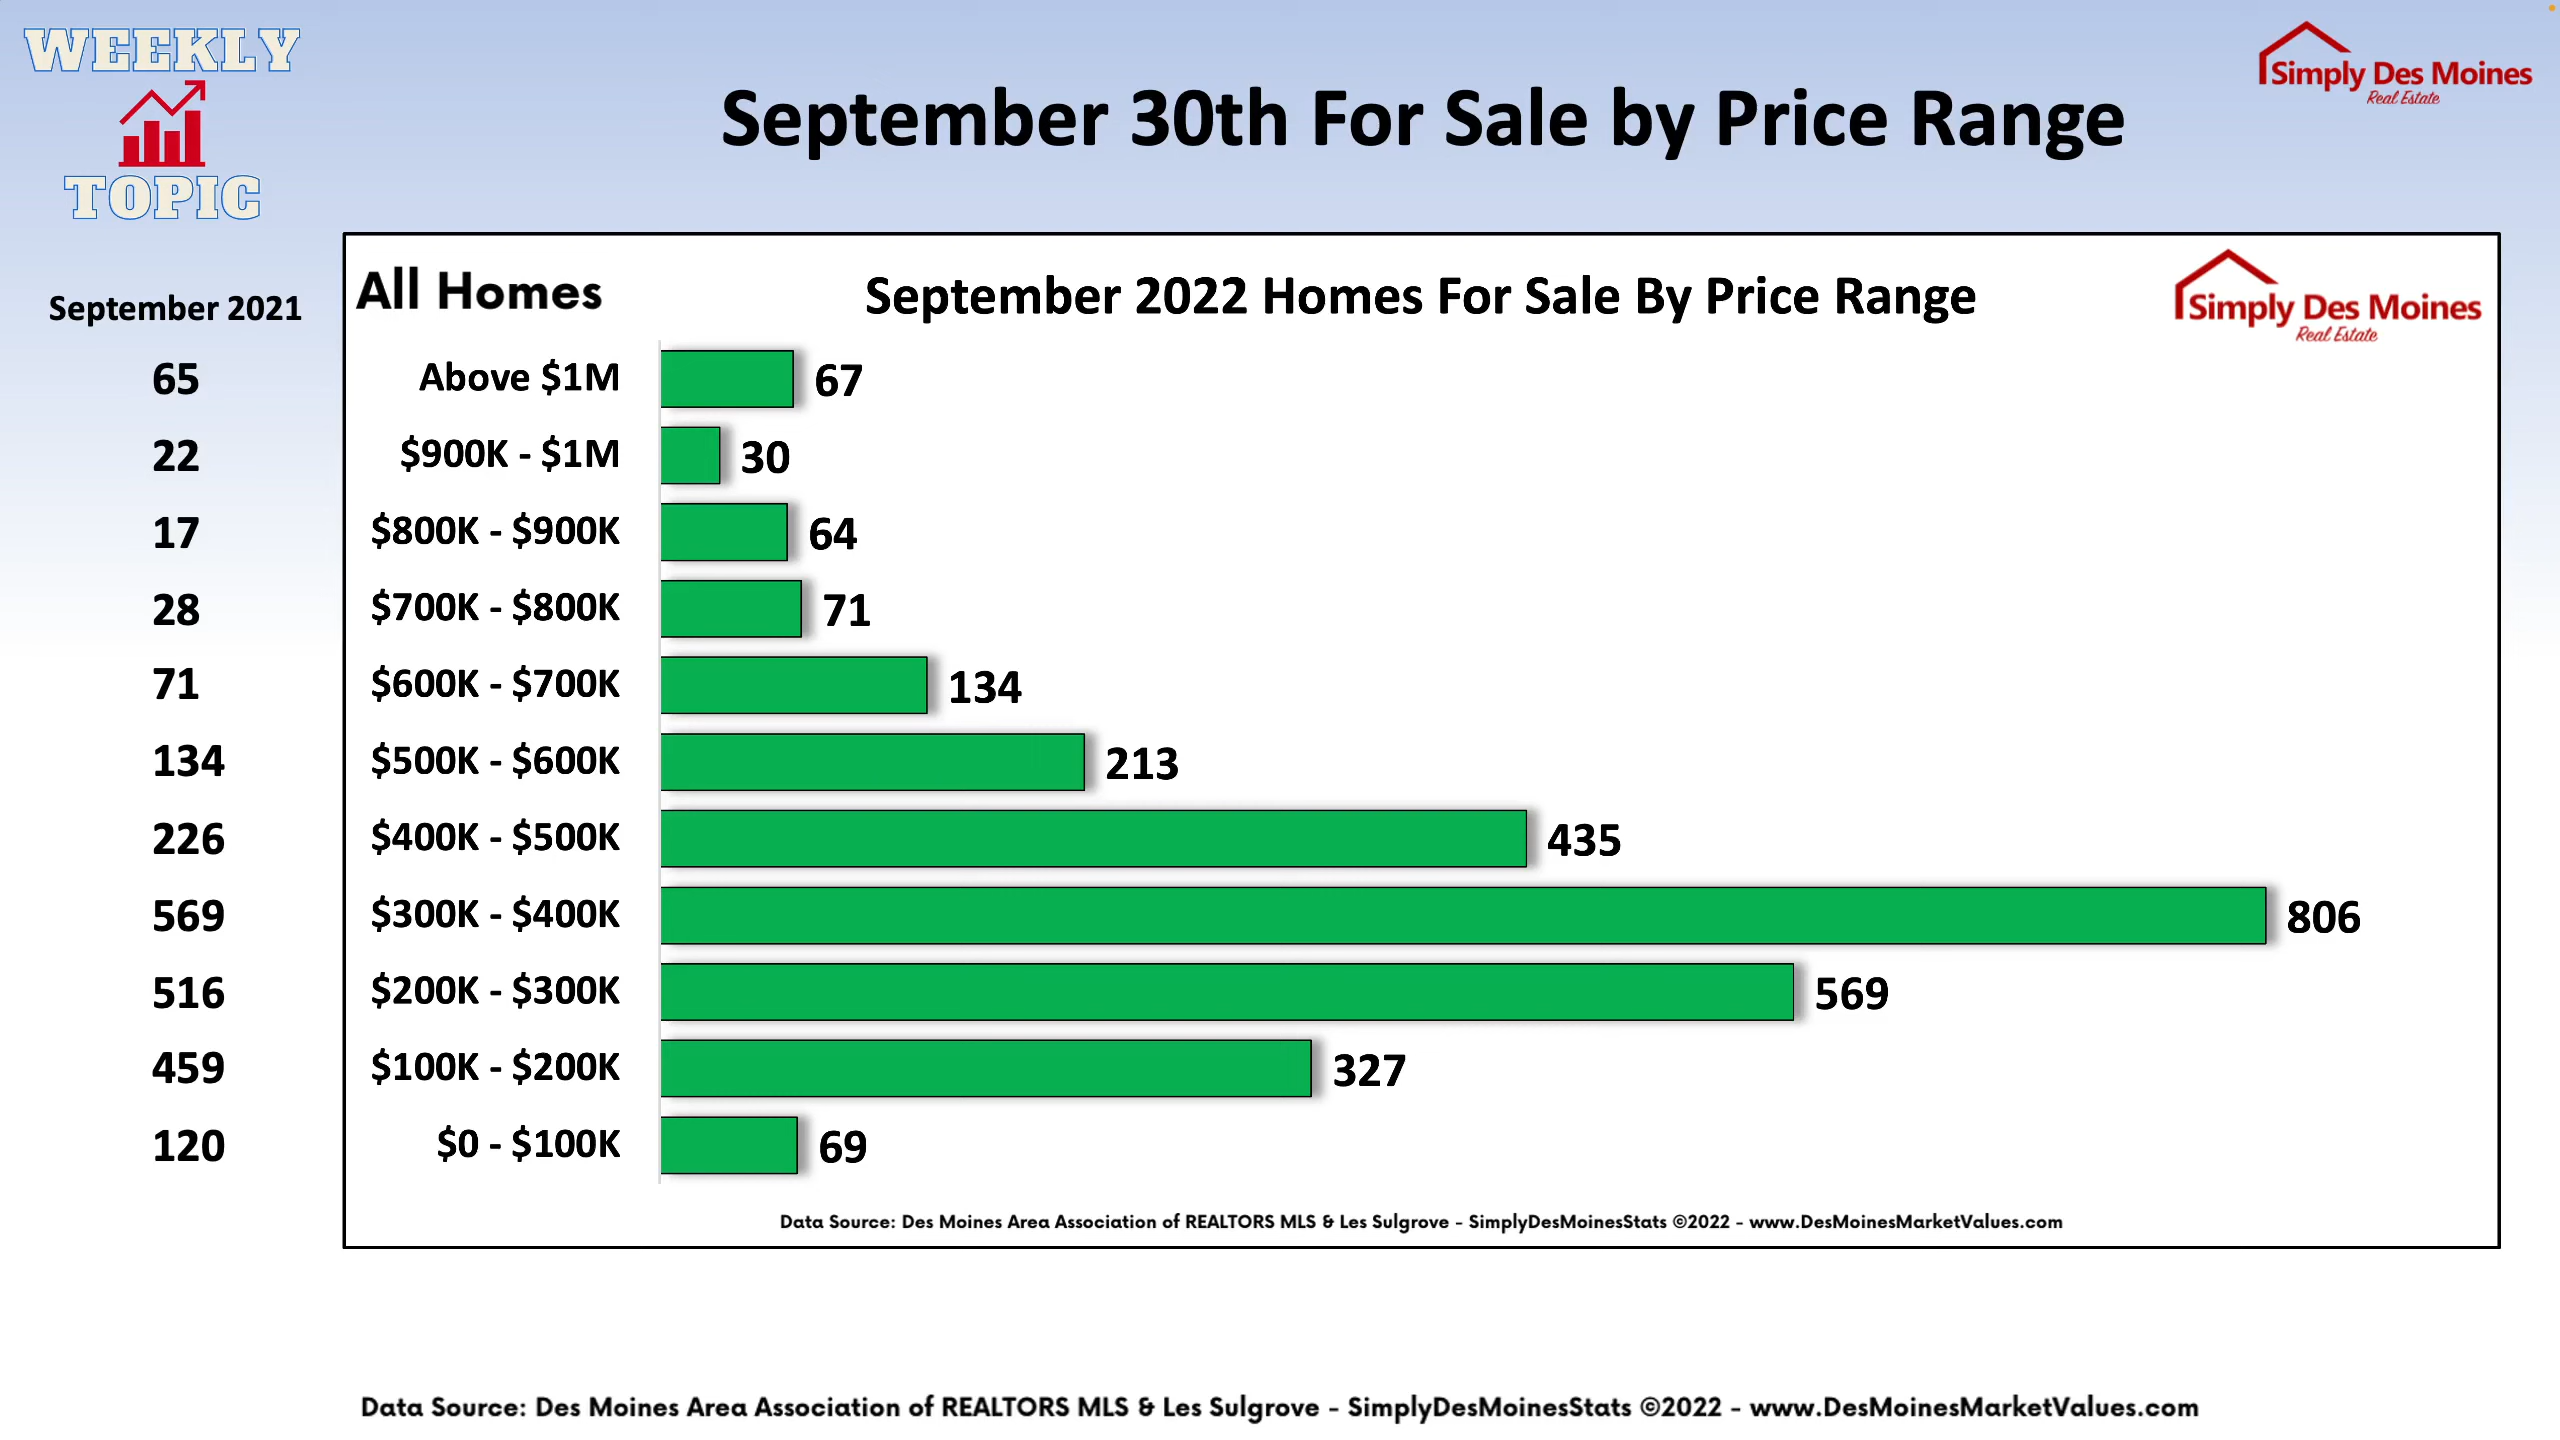 WEEKLY
TOPIC
September 30th For Sale by Price Range
Simply Des Moines
Real Estate
All Homes
September 2022 Homes For Sale By Price Range
Simply Des Moines
Real Estate
September 2021
65 Above $1M 67
22 $900K - $1M 30
17 $800K - $900K 64
28 $700K - $800K 71
71 $600K - $700K 134
134 $500K - $600K 213
226 $400K - $500K 435
569 $300K - $400K 806
516 $200K - $300K 569
459 $100K - $200K 327
120 $0 - $100K 69
Data Source: Des Moines Area Association of REALTORS MLS & Les Sulgrove - SimplyDesMoinesStats ©2022 - www.DesMoinesMarketValues.com
Data Source: Des Moines Area Association of REALTORS MLS & Les Sulgrove - SimplyDesMoinesStats ©2022 - www.DesMoinesMarketValues.com